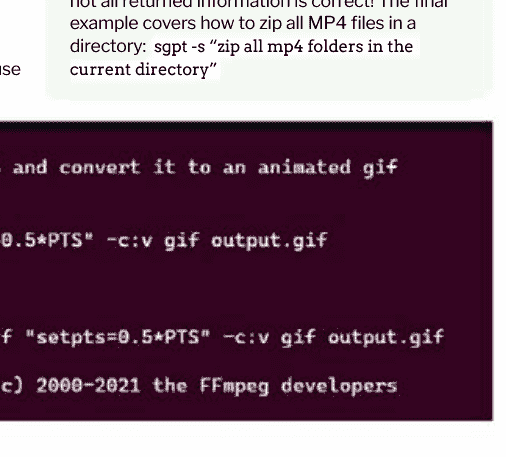 not all returned information is correct! The final
example covers how to zip all MP4 files in a
directory: sgpt -s “zip all mp4 folders in the
current directory”
use
and convert it to an animated gif
0.5*PTS" -c:v gif output.gif
f "setpts=0.5*PTS" -c:v gif output.gif
c) 2000-2021 the FFmpeg developers